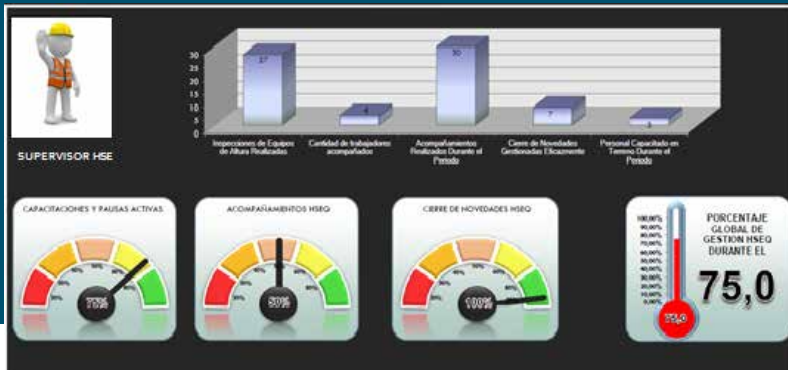 SUPERVISOR HSE
30
25
20
15
10
5
0
27
4
30
7
3
Inspecciones de Equipos
de Altura Realizadas
Cantidad de trabajadores
acompañados
Acompañamientos
Realizados Durante el
Periodo
Cierre de Novedades
Gestionadas Eficazmente
Personal Capacitado en
Terreno Durante el
Periodo
CAPACITACIONES Y PAUSAS ACTIVAS
75%
ACOMPAÑAMIENTOS HSEQ
50%
CIERRE DE NOVEDADES HSEQ
100%
100,00%
90,00%
80,00%
70,00%
60,00%
50,00%
40,00%
30,00%
20,00%
10,00%
0,00%
75,0
PORCENTAJE
GLOBAL DE
GESTION HSEQ
DURANTE EL
75,0